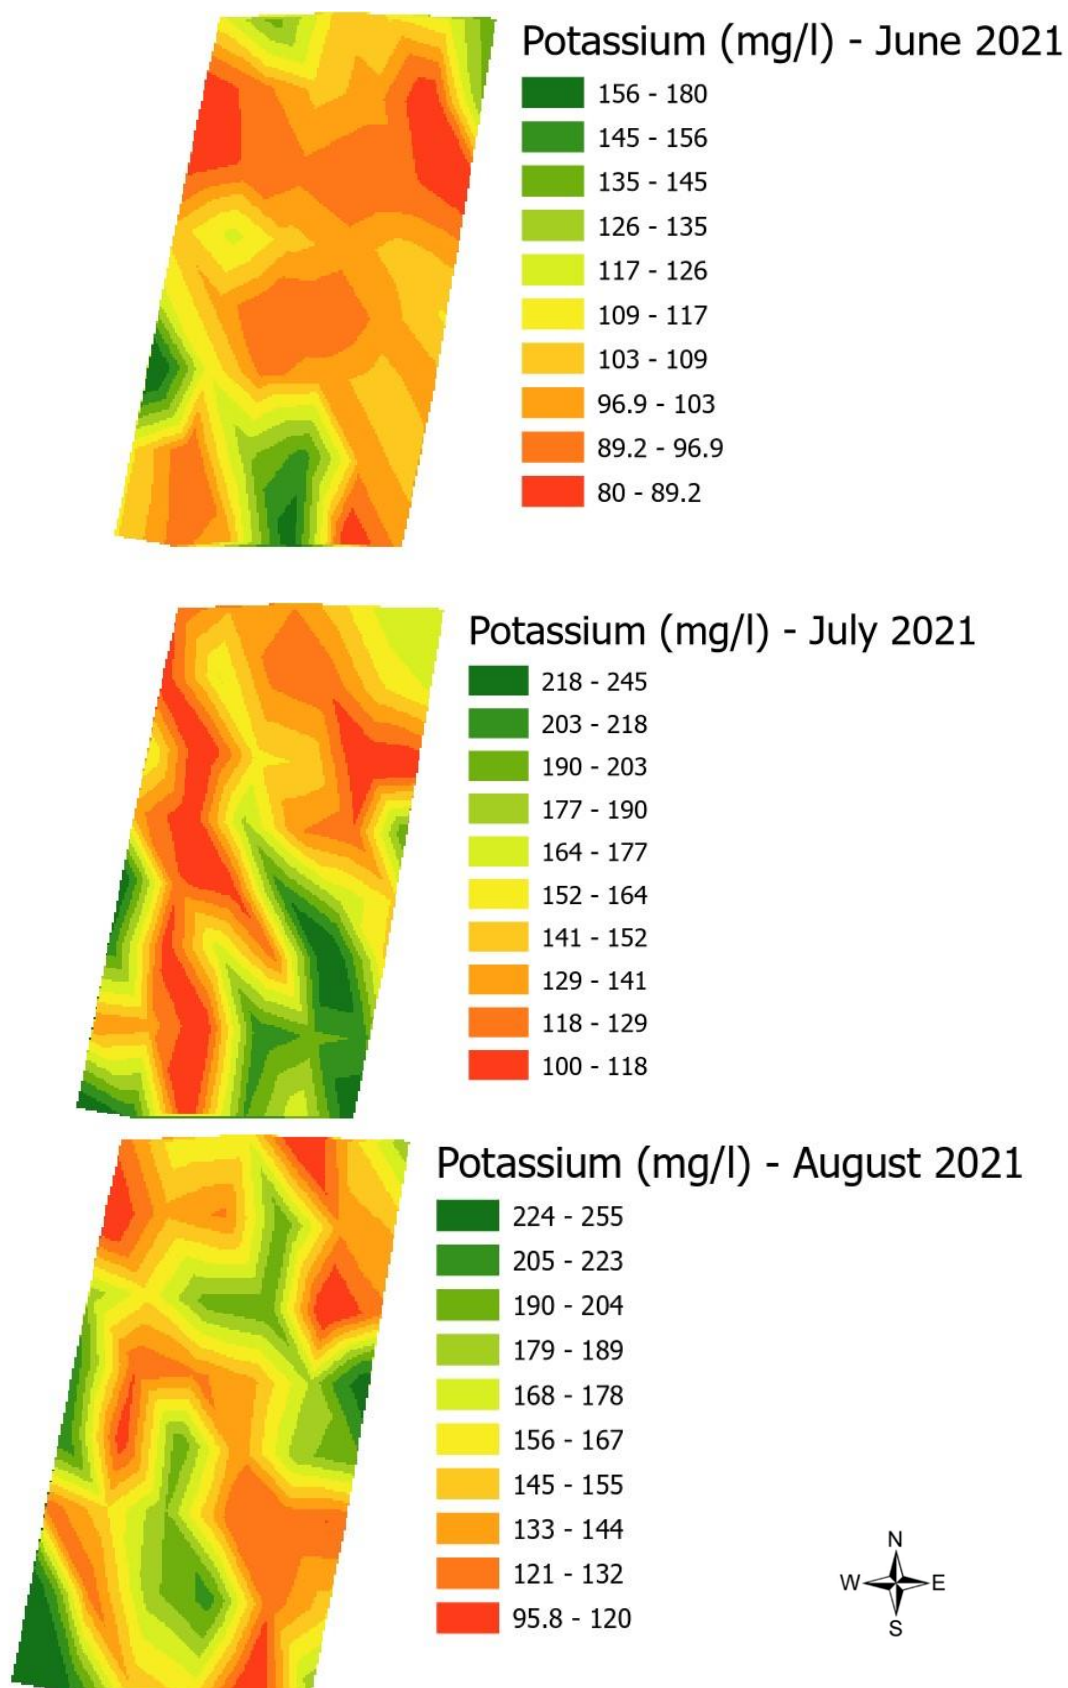 Potassium (mg/l) - June 2021
156 - 180
145 - 156
135 - 145
126 - 135
117 - 126
109 - 117
103 - 109
96.9 - 103
89.2 - 96.9
80 - 89.2
Potassium (mg/l) - July 2021
218 - 245
203 - 218
190 - 203
177 - 190
164 - 177
152 - 164
141 - 152
129 - 141
118 - 129
100 - 118
Potassium (mg/l) - August 2021
224 - 255
205 - 223
190 - 204
179 - 189
168 - 178
156 - 167
145 - 155
133 - 144
121 - 132
95.8 - 120
N
W E
S